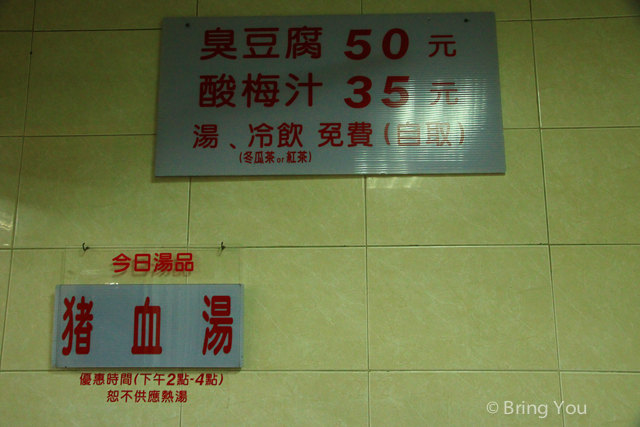 臭豆腐 50 元
酸梅汁 35 元
湯、冷飲 免費(自取)
(冬瓜茶or紅茶)
今日湯品
猪血湯
優惠時間(下午2點-4點)
恕不供應熱湯
© Bring You